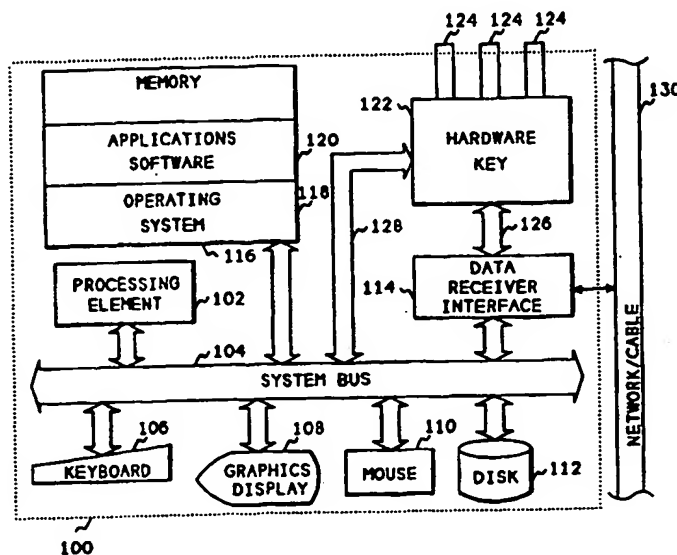 124 124 124
MEMORY
122
130
APPLICATIONS
SOFTWARE
120
HARDWARE
KEY
OPERATING
SYSTEM
118
116
128
126
PROCESSING
ELEMENT
102
114
DATA
RECEIVER
INTERFACE
104
SYSTEM BUS
NETWORK/CABLE
106
KEYBOARD
108
GRAPHICS
DISPLAY
110
MOUSE
DISK
112
100